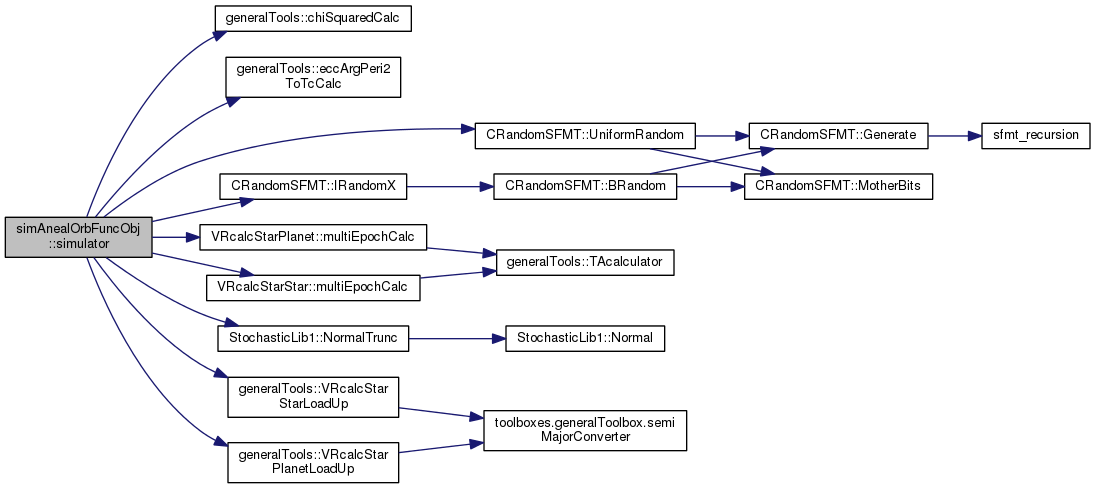 generalTools::chiSquaredCalc
generalTools::eccArgPeri2
ToTcCalc
CRandomSFMT::UniformRandom
CRandomSFMT::Generate
sfmt_recursion
CRandomSFMT::IRandomX
CRandomSFMT::BRandom
CRandomSFMT::MotherBits
simAnealOrbFuncObj
::simulator
VRcalcStarPlanet::multiEpochCalc
generalTools::TAcalculator
VRcalcStarStar::multiEpochCalc
StochasticLib1::NormalTrunc
StochasticLib1::Normal
generalTools::VRcalcStar
StarLoadUp
toolboxes.generalToolbox.semi
MajorConverter
generalTools::VRcalcStar
PlanetLoadUp